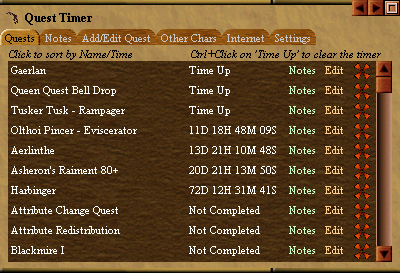 Quest Timer
Quests Notes Add/Edit Quest Other Chars Internet Settings
Click to sort by Name/Time Ctrl+Click on 'Time Up' to clear the timer
Gaerlan Time Up Notes Edit
Queen Quest Bell Drop Time Up Notes Edit
Tusker Tusk - Rampager Time Up Notes Edit
Olthoi Pincer - Eviscerator 11D 18H 48M 09S Notes Edit
Aerlinthe 13D 21H 10M 48S Notes Edit
Asheron's Raiment 80+ 20D 21H 13M 50S Notes Edit
Harbinger 72D 12H 31M 41S Notes Edit
Attribute Change Quest Not Completed Notes Edit
Attribute Redistribution Not Completed Notes Edit
Blackmire I Not Completed Notes Edit